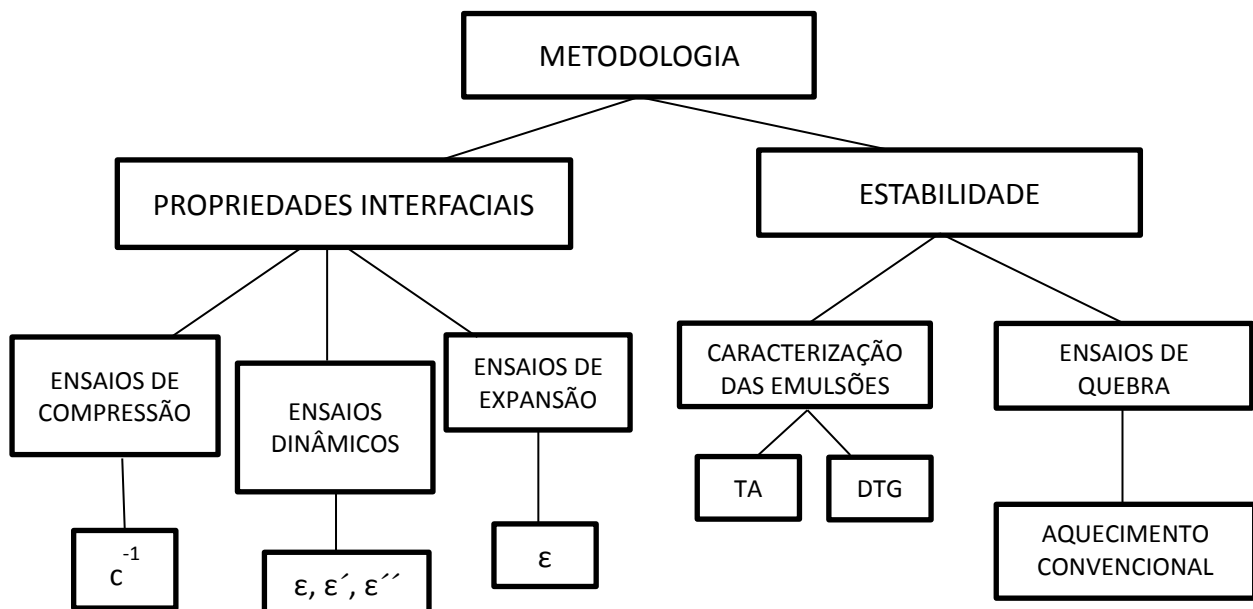 METODOLOGIA
PROPRIEDADES INTERFACIAIS
ESTABILIDADE
ENSAIOS DE
COMPRESSÃO
ENSAIOS
DINÂMICOS
ENSAIOS DE
EXPANSÃO
CARACTERIZAÇÃO
DAS EMULSÕES
ENSAIOS DE
QUEBRA
C⁻¹
ε, ε´, ε´´
ε
TA
DTG
AQUECIMENTO
CONVENCIONAL